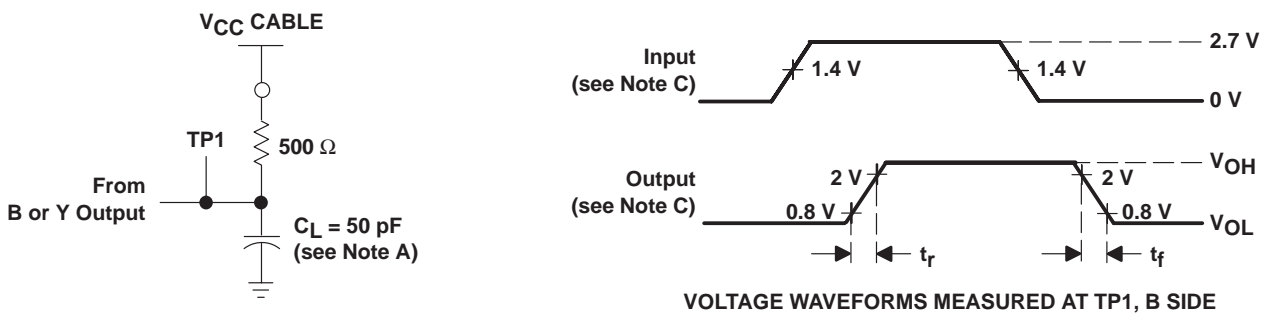 VCC CABLE
TP1
500 Ω
From
B or Y Output
CL = 50 pF
(see Note A)
Input
(see Note C)
1.4 V
1.4 V
2.7 V
0 V
Output
(see Note C)
2 V
0.8 V
2 V
0.8 V
VOH
VOL
tr
tf
VOLTAGE WAVEFORMS MEASURED AT TP1, B SIDE